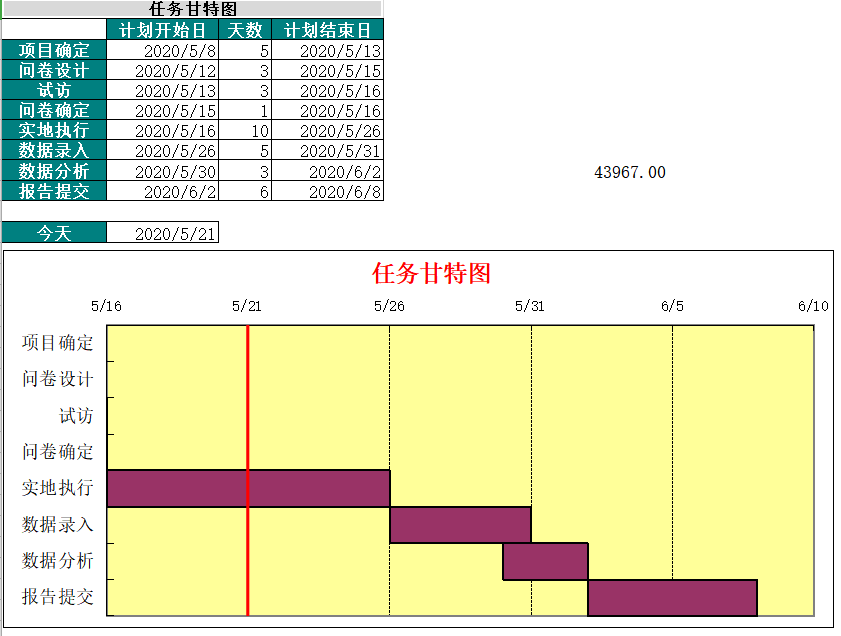 任务甘特图
计划开始日 天数 计划结束日
项目确定 2020/5/8 5 2020/5/13
问卷设计 2020/5/12 3 2020/5/15
试访 2020/5/13 3 2020/5/16
问卷确定 2020/5/15 1 2020/5/16
实地执行 2020/5/16 10 2020/5/26
数据录入 2020/5/26 5 2020/5/31
数据分析 2020/5/30 3 2020/6/2
43967.00
报告提交 2020/6/2 6 2020/6/8
今天 2020/5/21
任务甘特图
5/16 5/21 5/26 5/31 6/5 6/10
项目确定
问卷设计
试访
问卷确定
实地执行
数据录入
数据分析
报告提交